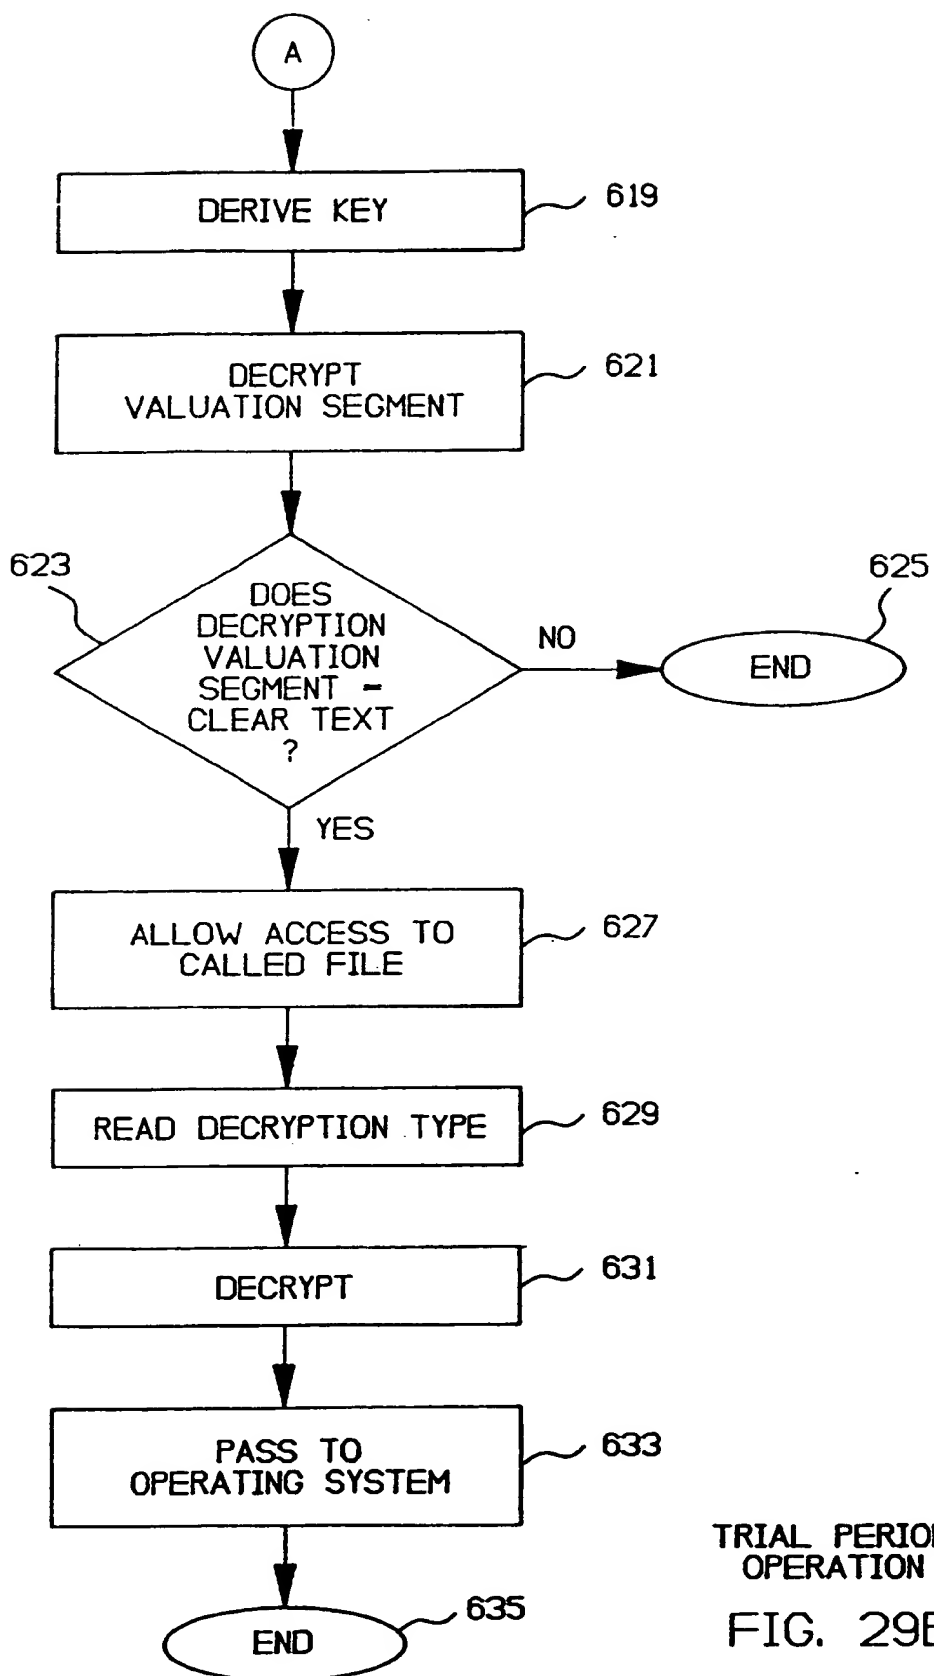 A
DERIVE KEY
619
DECRYPT
VALUATION SEGMENT
621
623
DOES
DECRYPTION
VALUATION
SEGMENT =
CLEAR TEXT
?
NO
625
END
YES
ALLOW ACCESS TO
CALLED FILE
627
READ DECRYPTION TYPE
629
DECRYPT
631
PASS TO
OPERATING SYSTEM
633
END
635
TRIAL PERIOD
OPERATION
FIG. 29B